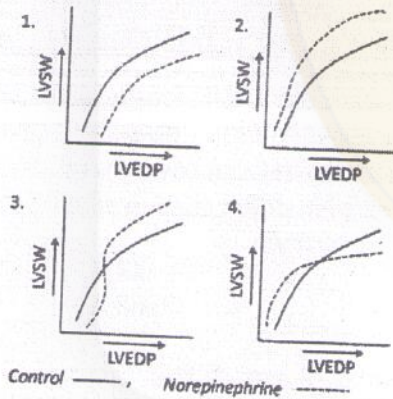 1.
LVSW
LVEDP
2.
LVSW
LVEDP
3.
LVSW
LVEDP
4.
LVSW
LVEDP
Control , Norepinephrine